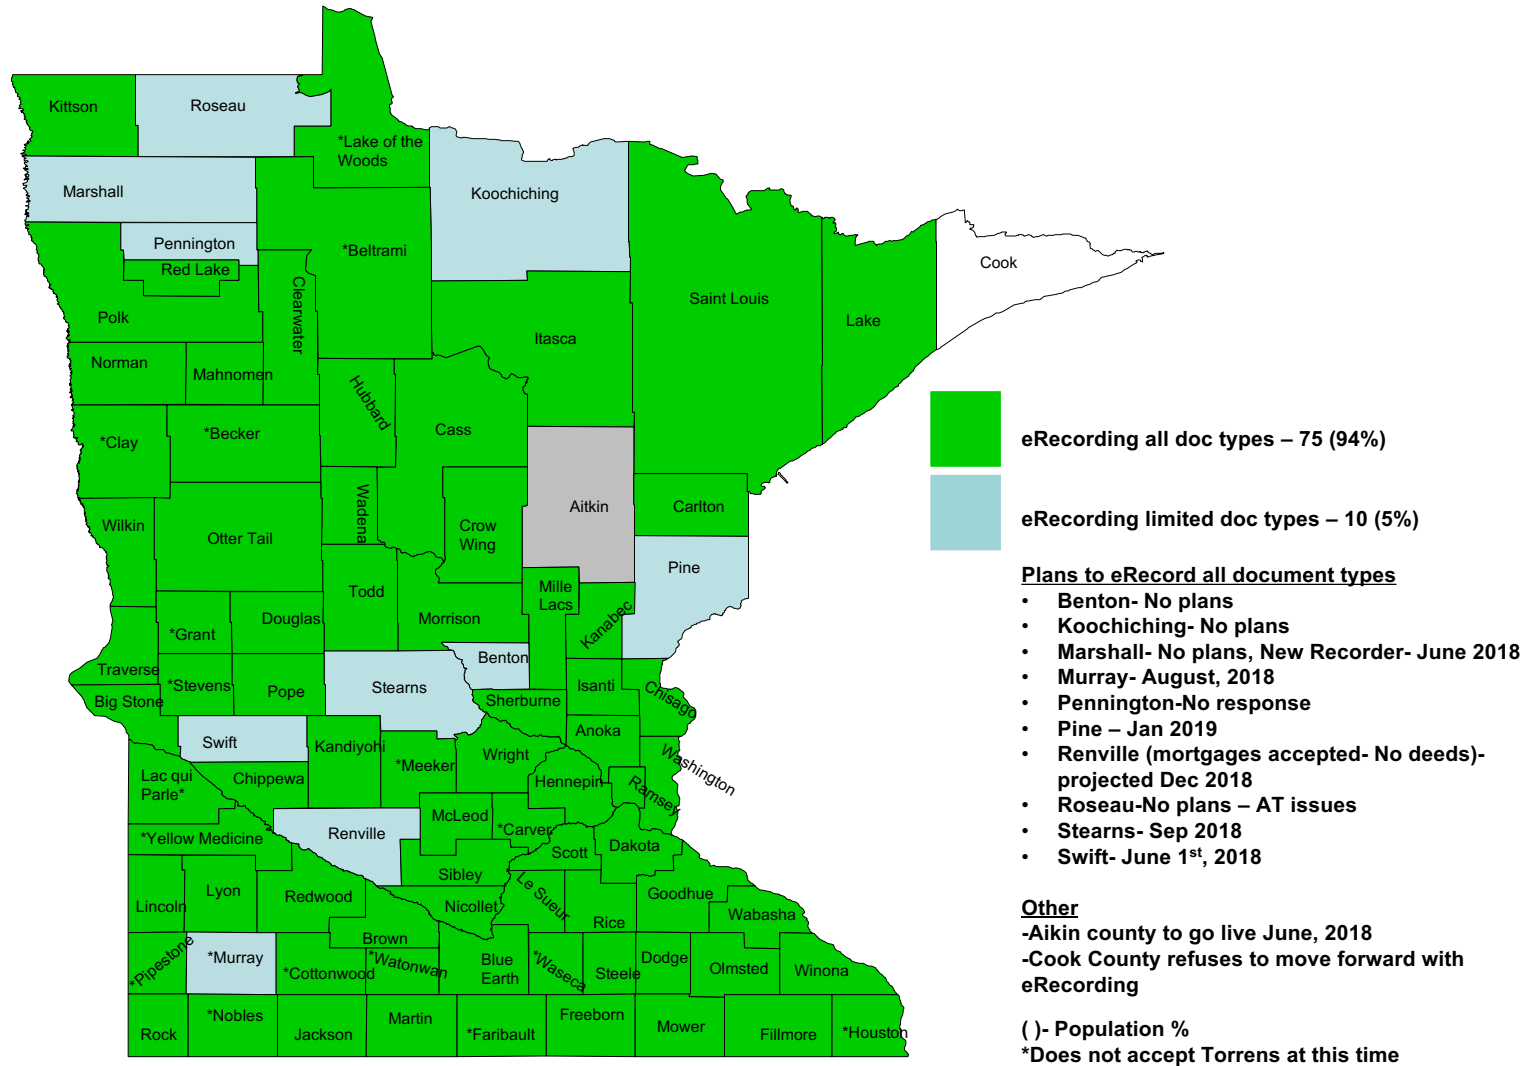 Kittson
Roseau
*Lake of the
Woods
Marshall
Koochiching
Pennington
*Beltrami
Red Lake
Cook
Clearwater
Saint Louis
Polk
Lake
Itasca
Norman
Mahnomen
Hubbard
*Clay
*Becker
Cass
Wadena
Aitkin
Carlton
Wilkin
Otter Tail
Crow
Wing
Pine
Todd
Mille
Lacs
Douglas
Morrison
Kanabec
*Grant
Traverse
*Stevens
Pope
Stearns
Benton
Isanti
Chisago
Big Stone
Sherburne
Swift
Kandiyohi
Anoka
Lac qui
Parle*
Chippewa
*Meeker
Wright
Hennepin
Washington
Ramsey
*Yellow Medicine
Renville
McLeod
*Carver
Scott
Dakota
Lincoln
Lyon
Redwood
Sibley
Nicollet
Le Sueur
Rice
Goodhue
Wabasha
*Pipestone
*Murray
*Cottonwood
Brown
*Watonwan
Blue
Earth
*Waseca
Steele
Dodge
Olmsted
Winona
Rock
*Nobles
Jackson
Martin
*Faribault
Freeborn
Mower
Fillmore
*Houston
eRecording all doc types – 75 (94%)
eRecording limited doc types – 10 (5%)
Plans to eRecord all document types
• Benton- No plans
• Koochiching- No plans
• Marshall- No plans, New Recorder- June 2018
• Murray- August, 2018
• Pennington-No response
• Pine – Jan 2019
• Renville (mortgages accepted- No deeds)-
projected Dec 2018
• Roseau-No plans – AT issues
• Stearns- Sep 2018
• Swift- June 1st, 2018
Other
-Aikin county to go live June, 2018
-Cook County refuses to move forward with
eRecording
( )- Population %
*Does not accept Torrens at this time